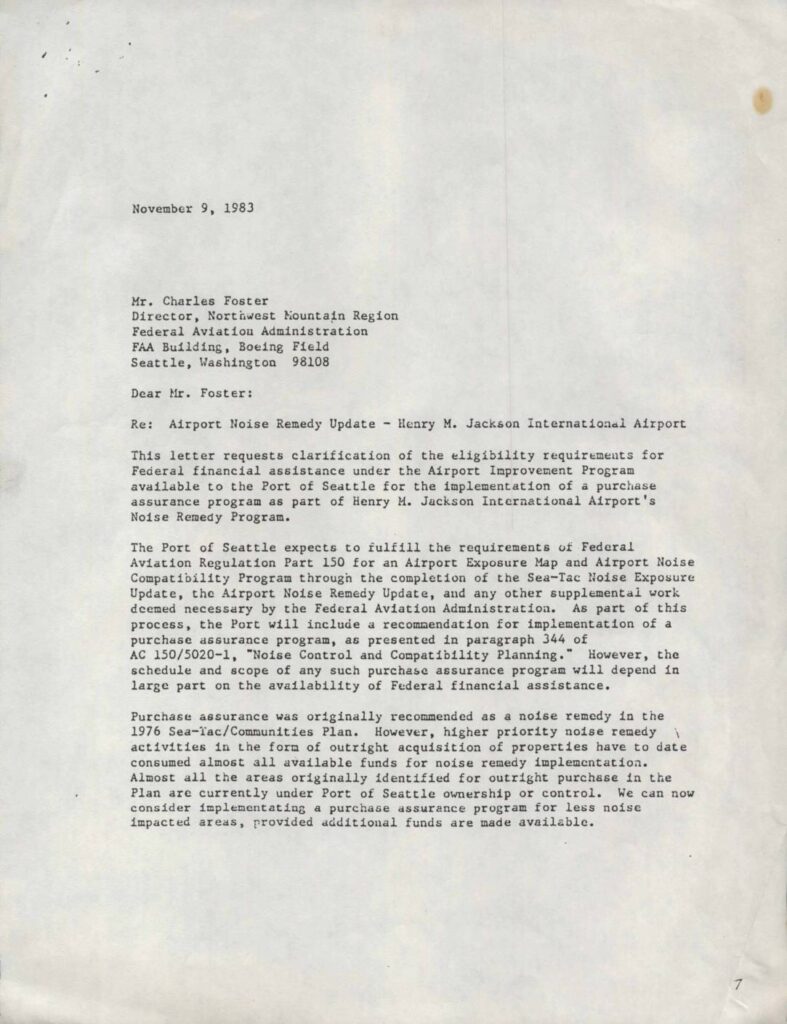 November 9, 1983
Mr. Charles Foster
Director, Northwest Mountain Region
Federal Aviation Administration
FAA Building, Boeing Field
Seattle, Washington 98108
Dear Mr. Foster:
Re: Airport Noise Remedy Update - Henry M. Jackson International Airport
This letter requests clarification of the eligibility requirements for
Federal financial assistance under the Airport Improvement Program
available to the Port of Seattle for the implementation of a purchase
assurance program as part of Henry M. Jackson International Airport's
Noise Remedy Program.
The Port of Seattle expects to fulfill the requirements of Federal
Aviation Regulation Part 150 for an Airport Exposure Map and Airport Noise
Compatibility Program through the completion of the Sea-Tac Noise Exposure
Update, the Airport Noise Remedy Update, and any other supplemental work
deemed necessary by the Federal Aviation Administration. As part of this
process, the Port will include a recommendation for implementation of a
purchase assurance program, as presented in paragraph 344 of
AC 150/5020-1, "Noise Control and Compatibility Planning." However, the
schedule and scope of any such purchase assurance program will depend in
large part on the availability of Federal financial assistance.
Purchase assurance was originally recommended as a noise remedy in the
1976 Sea-Tac/Communities Plan. However, higher priority noise remedy
activities in the form of outright acquisition of properties have to date
consumed almost all available funds for noise remedy implementation.
Almost all the areas originally identified for outright purchase in the
Plan are currently under Port of Seattle ownership or control. We can now
consider implementating a purchase assurance program for less noise
impacted areas, provided additional funds are made available.
7